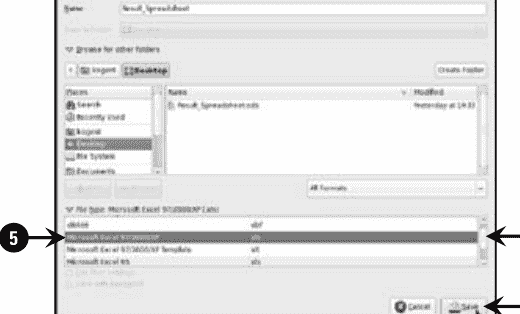 Name Result_Spreadsheet
Browse for other folders
kogent Desktop Create Folder
Places Name Modified
Search Result_Spreadsheet.ods Yesterday at 14:33
Recently Used
kogent
Desktop
File System
Documents
All Formats
File type: Microsoft Excel 97/2000/XP (.xls)
dBASE dbf
5 Microsoft Excel 97/2000/XP xls
Microsoft Excel 97/2000/XP Template xlt
Microsoft Excel 95 xls
Cancel Save